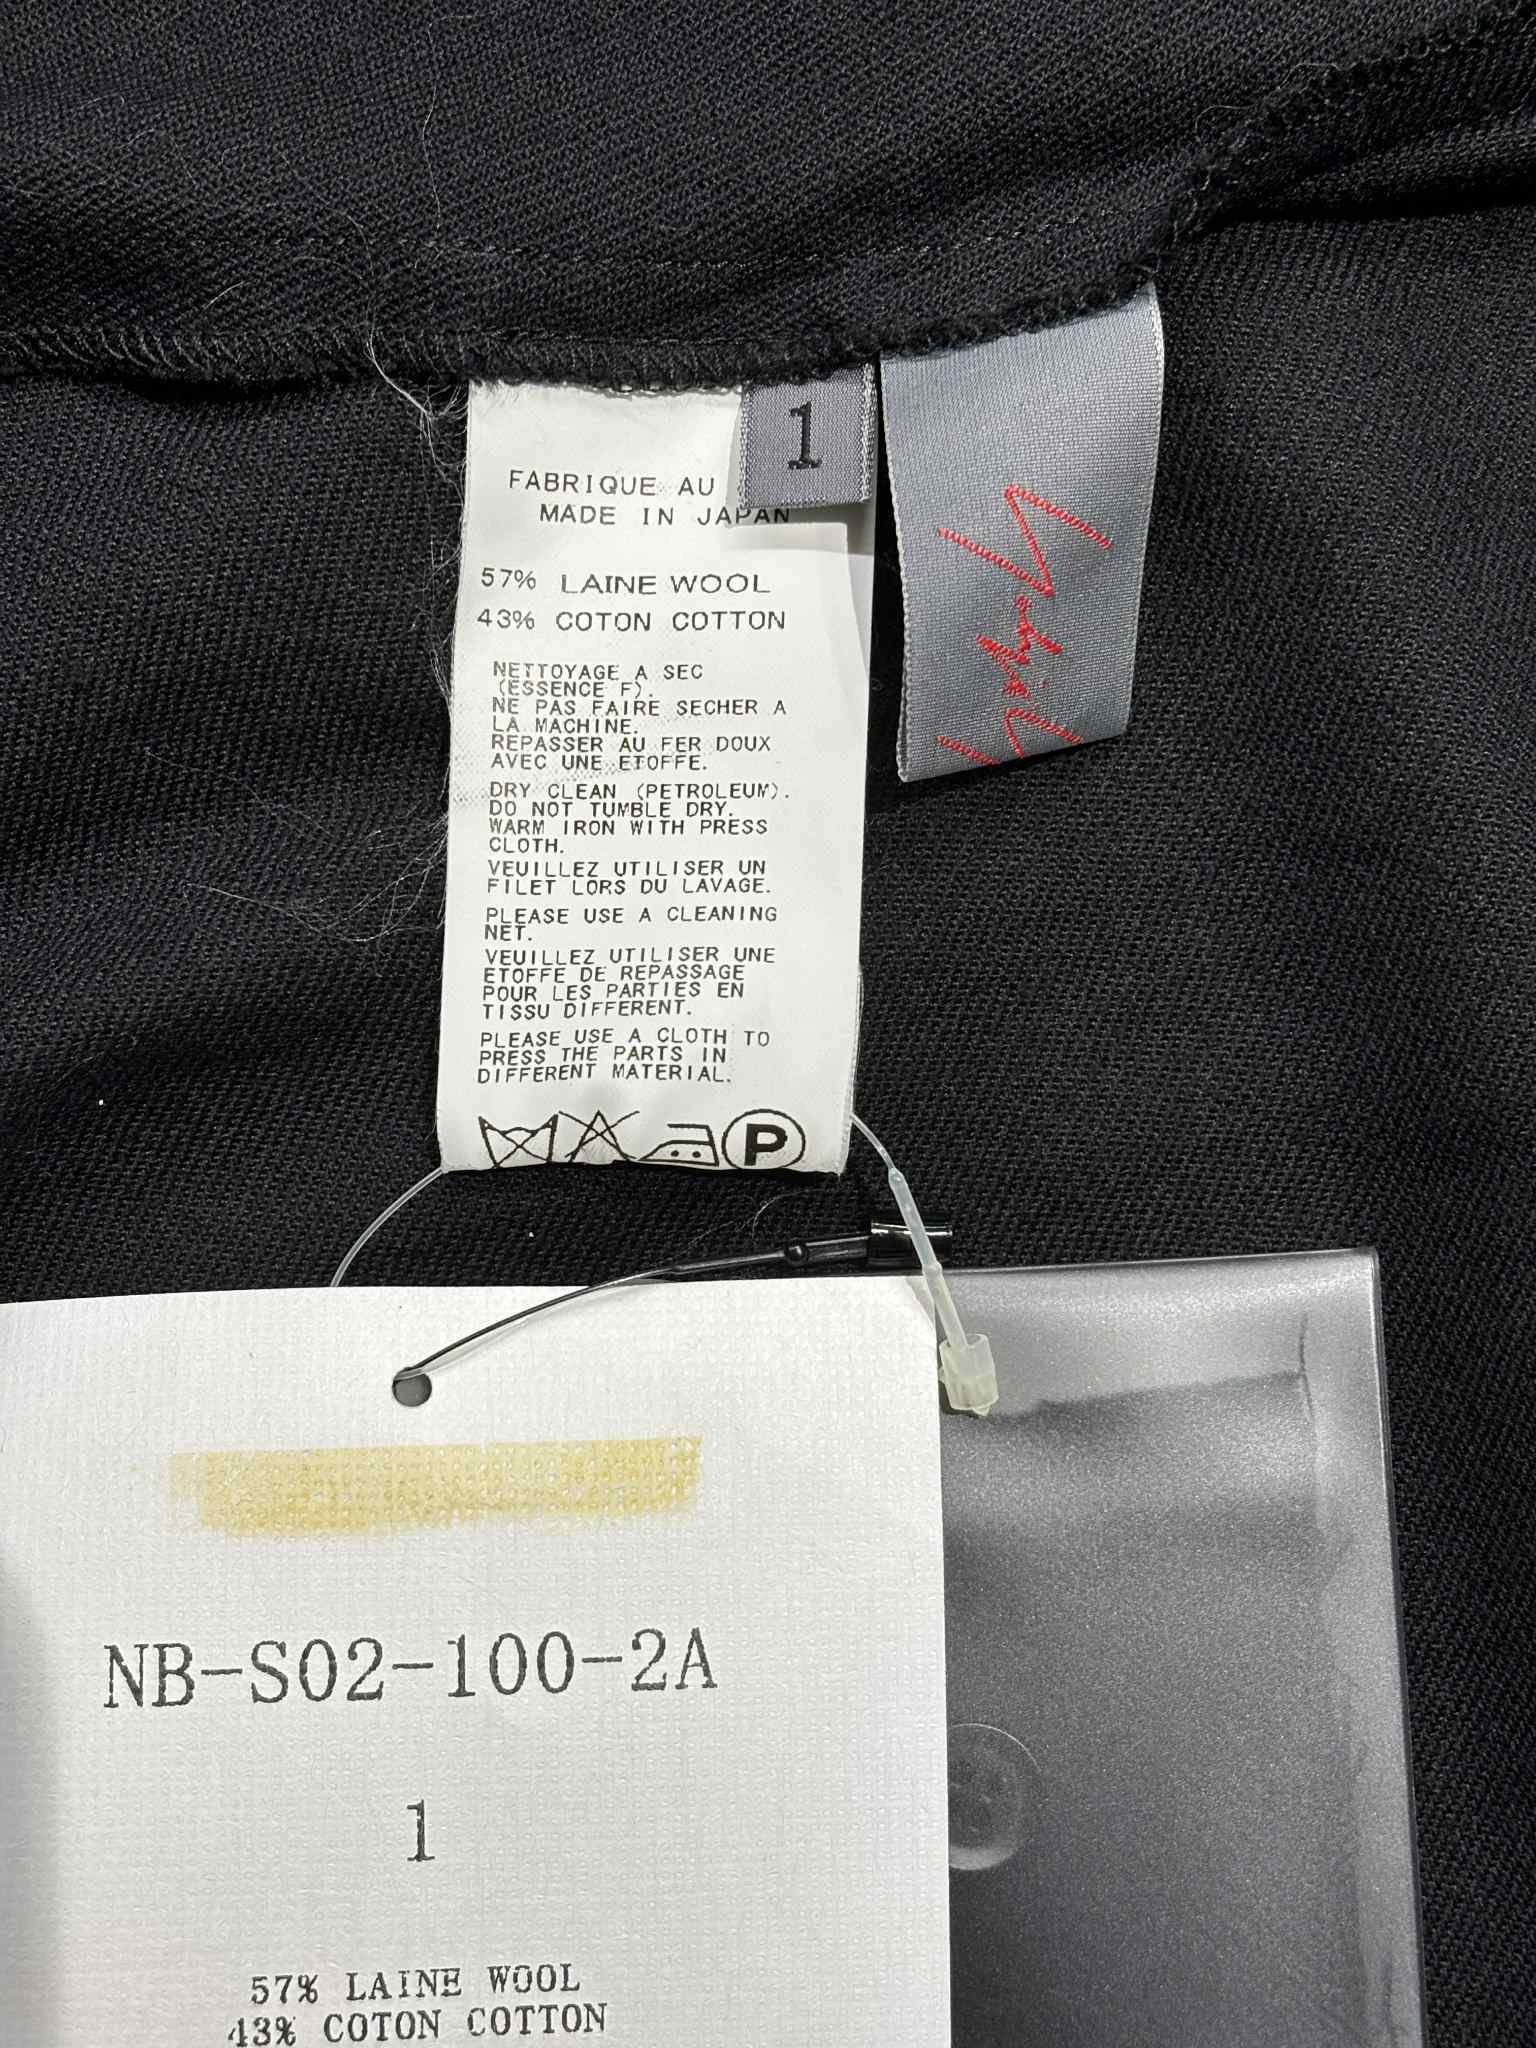 FABRIQUE AU
MADE IN JAPAN
1
57% LAINE WOOL
43% COTON COTTON
NETTOYAGE A SEC
(ESSENCE F).
NE PAS FAIRE SECHER A
LA MACHINE.
REPASSER AU FER DOUX
AVEC UNE ETOFFE.
DRY CLEAN (PETROLEUM).
DO NOT TUMBLE DRY.
WARM IRON WITH PRESS
CLOTH.
VEUILLEZ UTILISER UN
FILET LORS DU LAVAGE.
PLEASE USE A CLEANING
NET.
VEUILLEZ UTILISER UNE
ETOFFE DE REPASSAGE
POUR LES PARTIES EN
TISSU DIFFERENT.
PLEASE USE A CLOTH TO
PRESS THE PARTS IN
DIFFERENT MATERIAL.
P
NB-S02-100-2A
1
57% LAINE WOOL
43% COTON COTTON